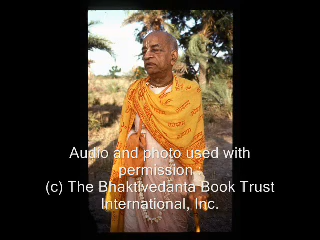 Audio and photo used with
permission.
(c) The Bhaktivedanta Book Trust
International, Inc.